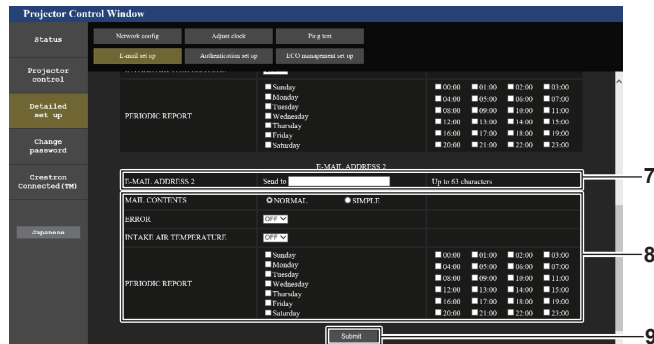 Projector Control Window
Status
Network config
Adjust clock
Ping test
E-mail set up
Authentication set up
ECO management set up
Projector
control
Detailed
set up
Change
password
Crestron
Connected(TM)
Japanese
PERIODIC REPORT
Sunday
Monday
Tuesday
Wednesday
Thursday
Friday
Saturday
00:00 01:00 02:00 03:00
04:00 05:00 06:00 07:00
08:00 09:00 10:00 11:00
12:00 13:00 14:00 15:00
16:00 17:00 18:00 19:00
20:00 21:00 22:00 23:00
E-MAIL ADDRESS 2
E-MAIL ADDRESS 2 Send to Up to 63 characters
7
MAIL CONTENTS NORMAL SIMPLE
ERROR OFF
INTAKE AIR TEMPERATURE OFF
8
PERIODIC REPORT
Sunday
Monday
Tuesday
Wednesday
Thursday
Friday
Saturday
00:00 01:00 02:00 03:00
04:00 05:00 06:00 07:00
08:00 09:00 10:00 11:00
12:00 13:00 14:00 15:00
16:00 17:00 18:00 19:00
20:00 21:00 22:00 23:00
Submit
9